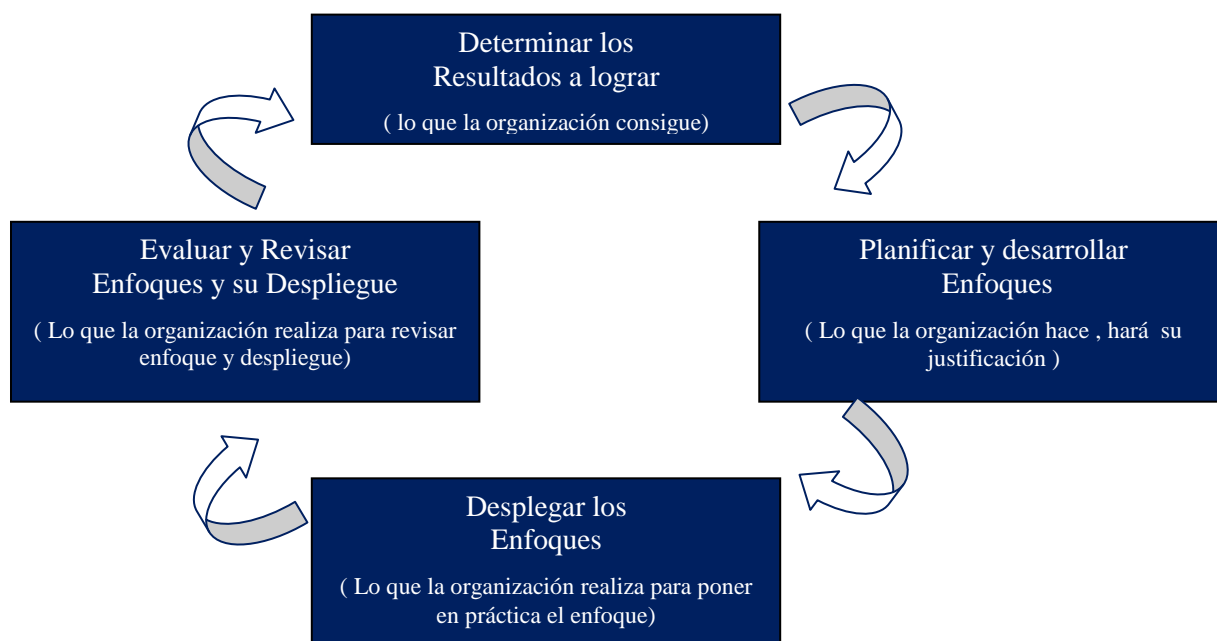 Determinar los
Resultados a lograr
( lo que la organización consigue)
Evaluar y Revisar
Enfoques y su Despliegue
( Lo que la organización realiza para revisar
enfoque y despliegue)
Planificar y desarrollar
Enfoques
( Lo que la organización hace , hará  su
justificación )
Desplegar los
Enfoques
( Lo que la organización realiza para poner
en práctica el enfoque)